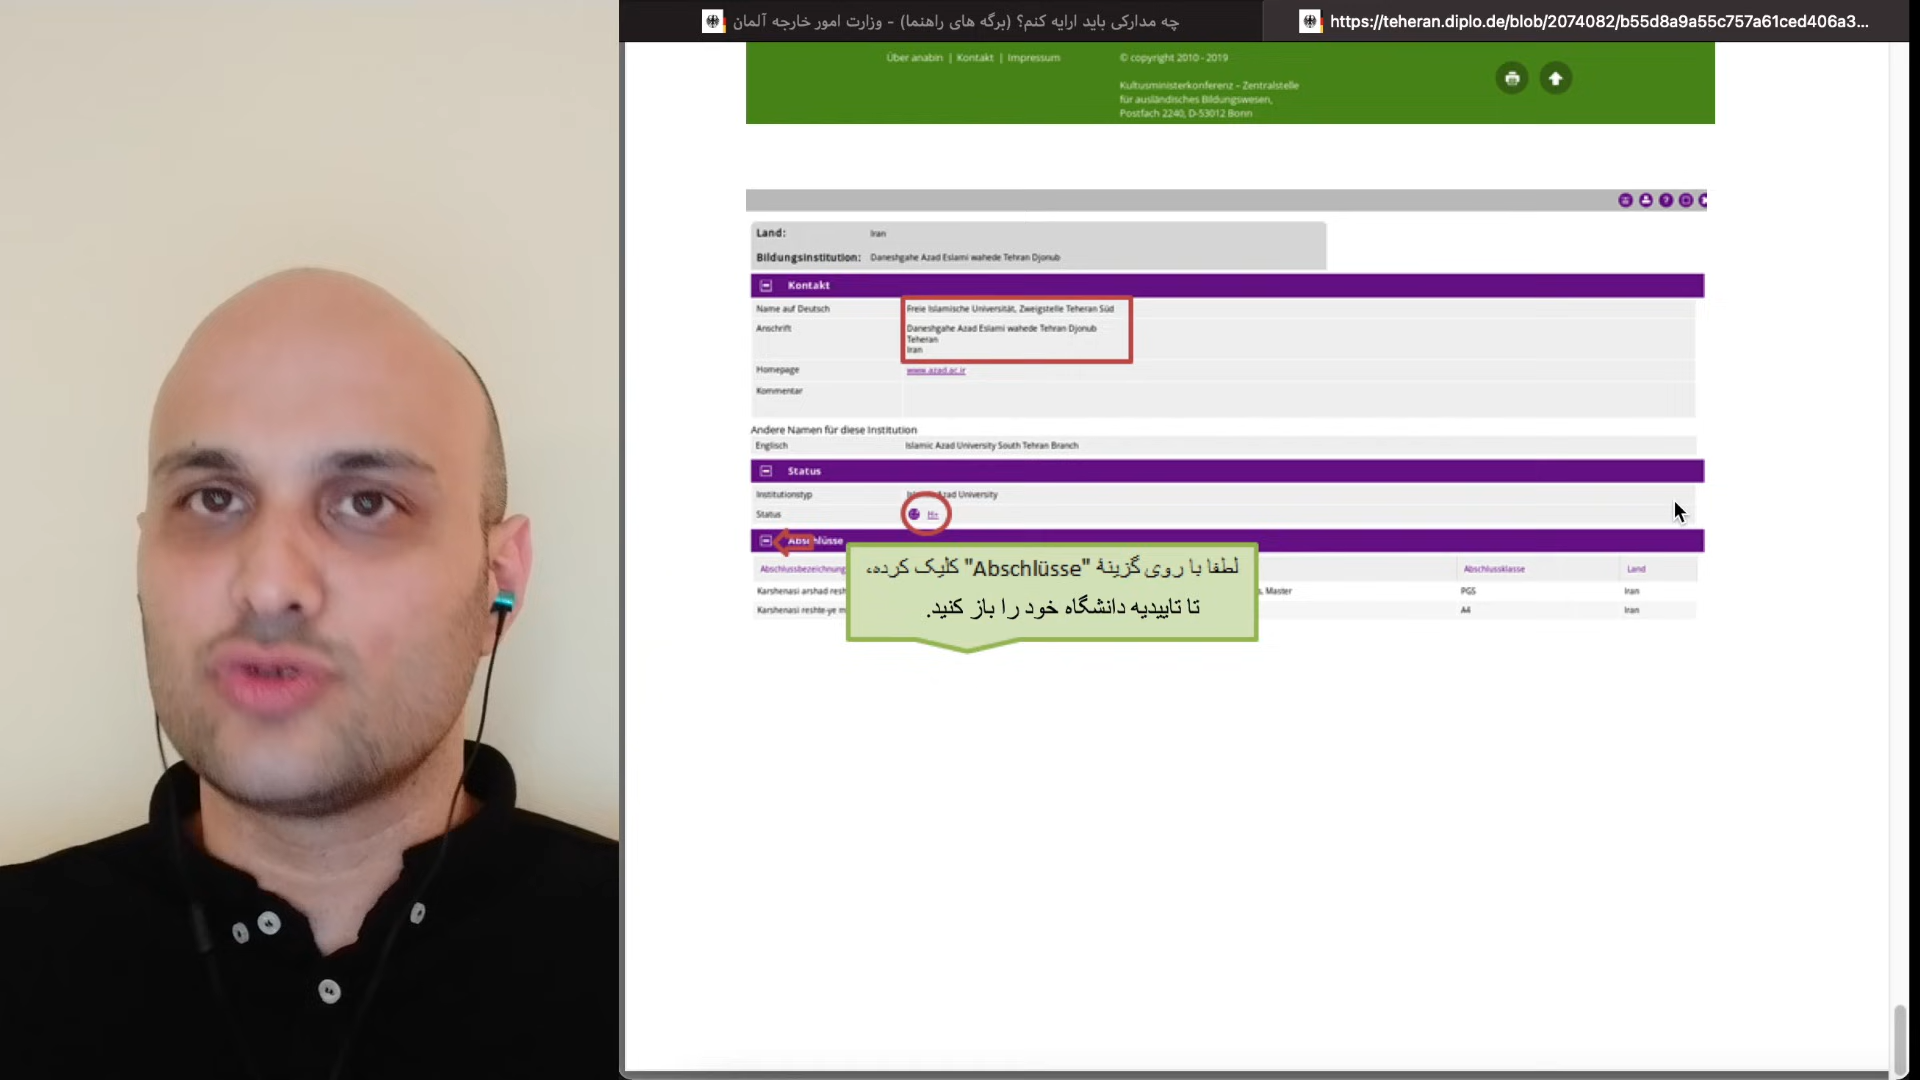 چه مدارکی باید ارایه کنم؟ (برگه های راهنما) - وزارت امور خارجه آلمان
https://teheran.diplo.de/blob/2074082/b55d8a9a55c757a61ced406a3...
Über anabin | Kontakt | Impressum
© copyright 2010 - 2019
Kultusministerkonferenz – Zentralstelle
für ausländisches Bildungswesen,
Postfach 2240, D-53012 Bonn
Land: Iran
Bildungsinstitution: Daneshgahe Azad Eslami wahede Tehran Djonub
Kontakt
Name auf Deutsch Freie Islamische Universität, Zweigstelle Teheran Süd
Anschrift Daneshgahe Azad Eslami wahede Tehran Djonub
Teheran
Iran
Homepage www.azad.ac.ir
Kommentar
Andere Namen für diese Institution
Englisch Islamic Azad University South Tehran Branch
Status
Institutionstyp Islamic Azad University
Status H+
Abschlüsse
Abschlussbezeichnung Abschlussklasse Land
Karshenasi arshad resh , Master PGS Iran
Karshenasi reshte-ye m A4 Iran
لطفا با روی گزینهٔ "Abschlüsse" کلیک کرده،
تا تاییدیه دانشگاه خود را باز کنید.